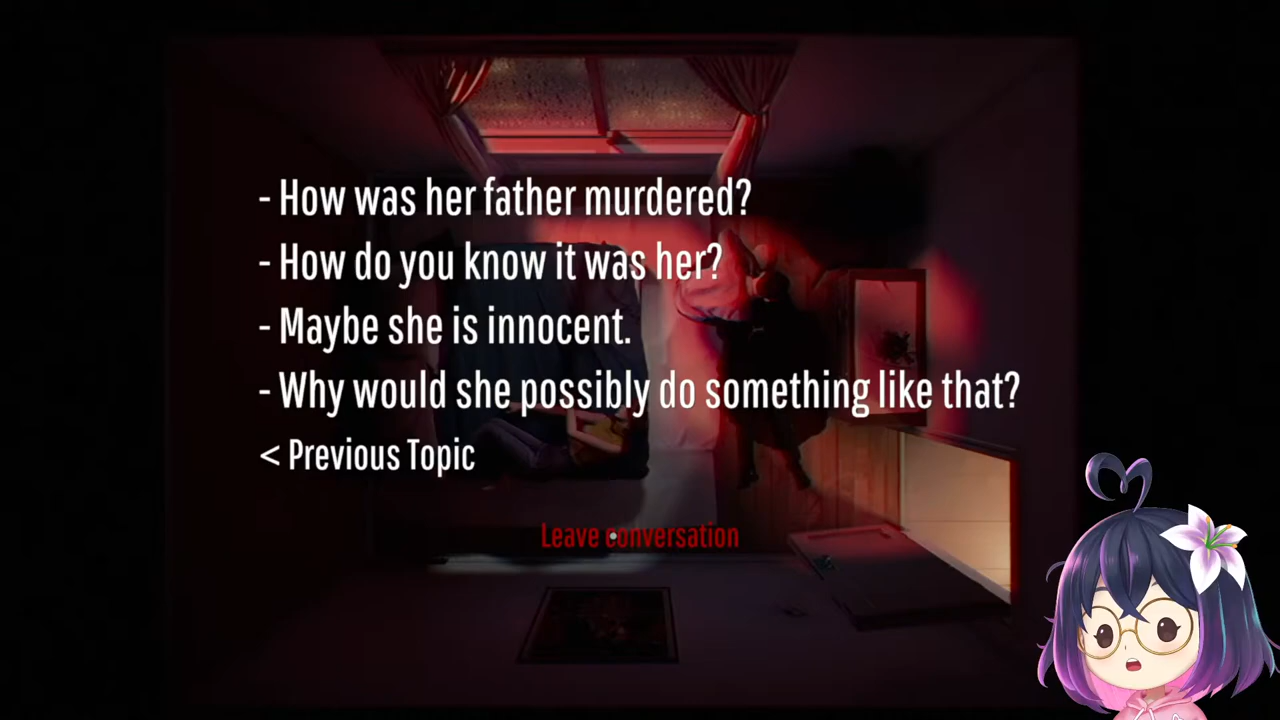 - How was her father murdered?
- How do you know it was her?
- Maybe she is innocent.
- Why would she possibly do something like that?
< Previous Topic
Leave conversation